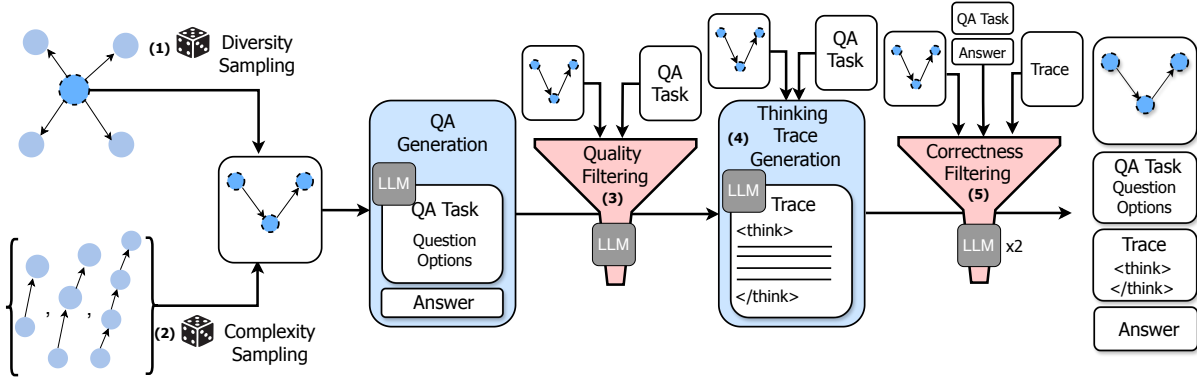 (1)
Diversity
Sampling
, ,
(2)
Complexity
Sampling
QA
Generation
LLM
QA Task
Question
Options
Answer
QA
Task
Quality
Filtering
(3)
LLM
QA
Task
(4)
Thinking
Trace
Generation
LLM
Trace
<think>
</think>
QA Task
Answer
Trace
Correctness
Filtering
(5)
LLM x2
QA Task
Question
Options
Trace
<think>
</think>
Answer